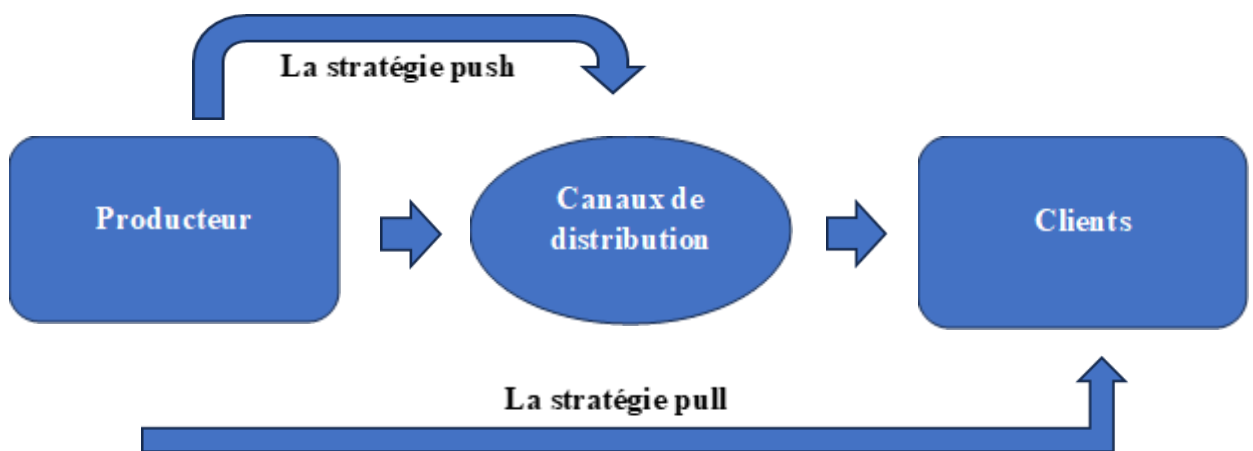 La stratégie push
Producteur
Canaux de
distribution
Clients
La stratégie pull